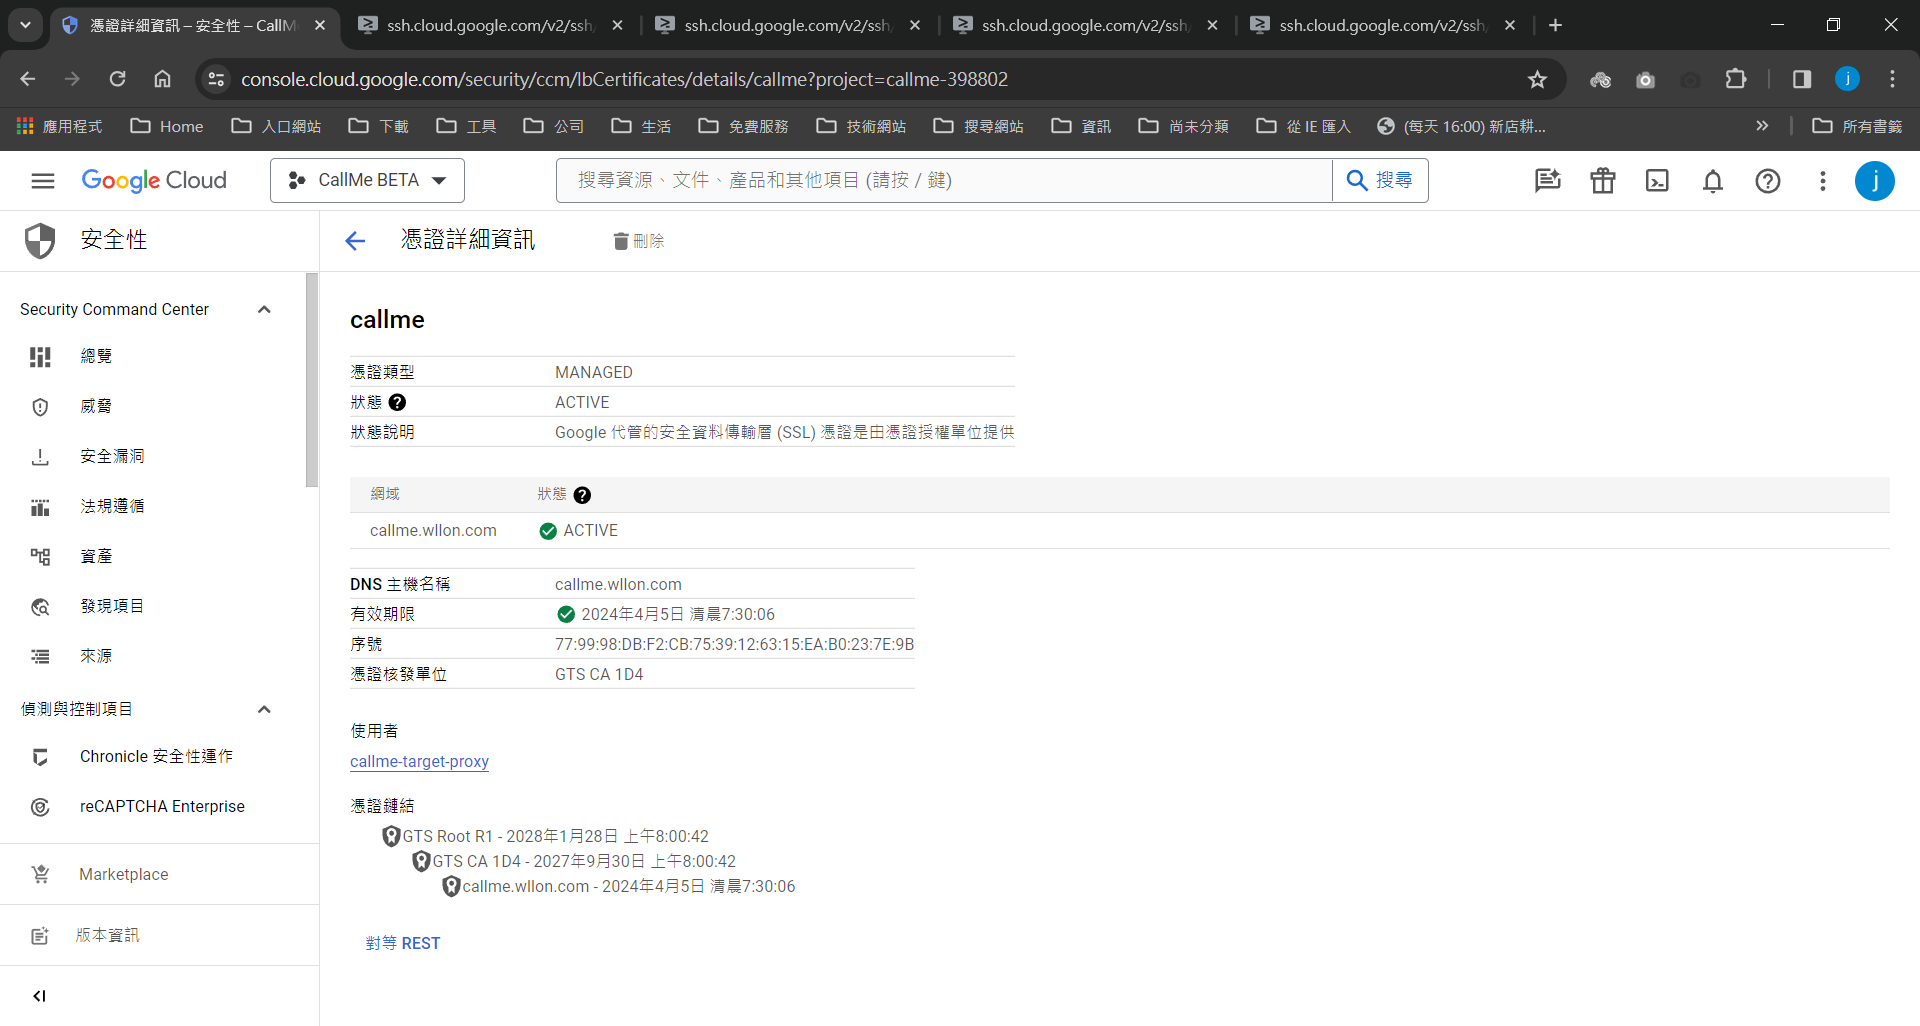 憑證詳細資訊 – 安全性 – CallMe
ssh.cloud.google.com/v2/ssh/
ssh.cloud.google.com/v2/ssh/
ssh.cloud.google.com/v2/ssh/
ssh.cloud.google.com/v2/ssh/
console.cloud.google.com/security/ccm/lbCertificates/details/callme?project=callme-398802
j
應用程式
Home
入口網站
下載
工具
公司
生活
免費服務
技術網站
搜尋網站
資訊
尚未分類
從 IE 匯入
(每天 16:00) 新店耕...
所有書籤
Google Cloud
CallMe BETA
搜尋資源、文件、產品和其他項目 (請按 / 鍵)
搜尋
j
安全性
憑證詳細資訊
刪除
Security Command Center
總覽
威脅
安全漏洞
法規遵循
資產
發現項目
來源
偵測與控制項目
Chronicle 安全性運作
reCAPTCHA Enterprise
Marketplace
版本資訊
callme
憑證類型 MANAGED
狀態 ACTIVE
狀態說明 Google 代管的安全資料傳輸層 (SSL) 憑證是由憑證授權單位提供
網域 狀態
callme.wllon.com ACTIVE
DNS 主機名稱 callme.wllon.com
有效期限 2024年4月5日 清晨7:30:06
序號 77:99:98:DB:F2:CB:75:39:12:63:15:EA:B0:23:7E:9B
憑證核發單位 GTS CA 1D4
使用者
callme-target-proxy
憑證鏈結
GTS Root R1 - 2028年1月28日 上午8:00:42
GTS CA 1D4 - 2027年9月30日 上午8:00:42
callme.wllon.com - 2024年4月5日 清晨7:30:06
對等 REST